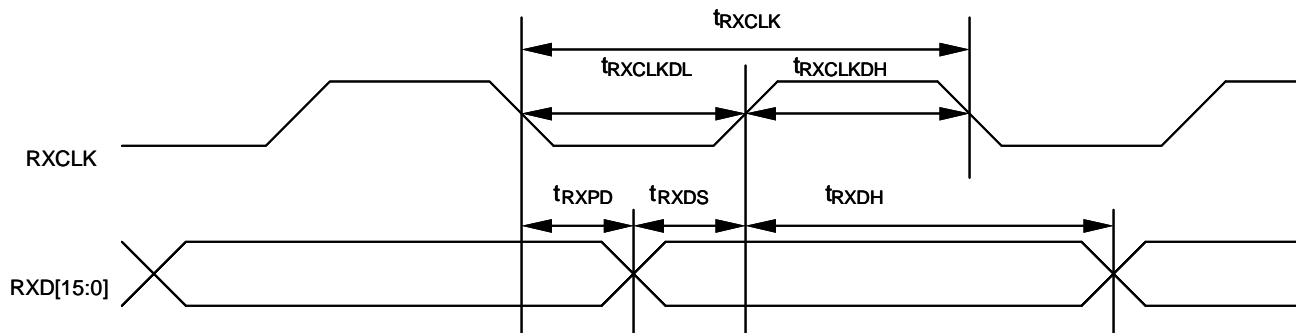 tRXCLK
tRXCLKDL tRXCLKDH
RXCLK
tRXPD tRXDS tRXDH
RXD[15:0]